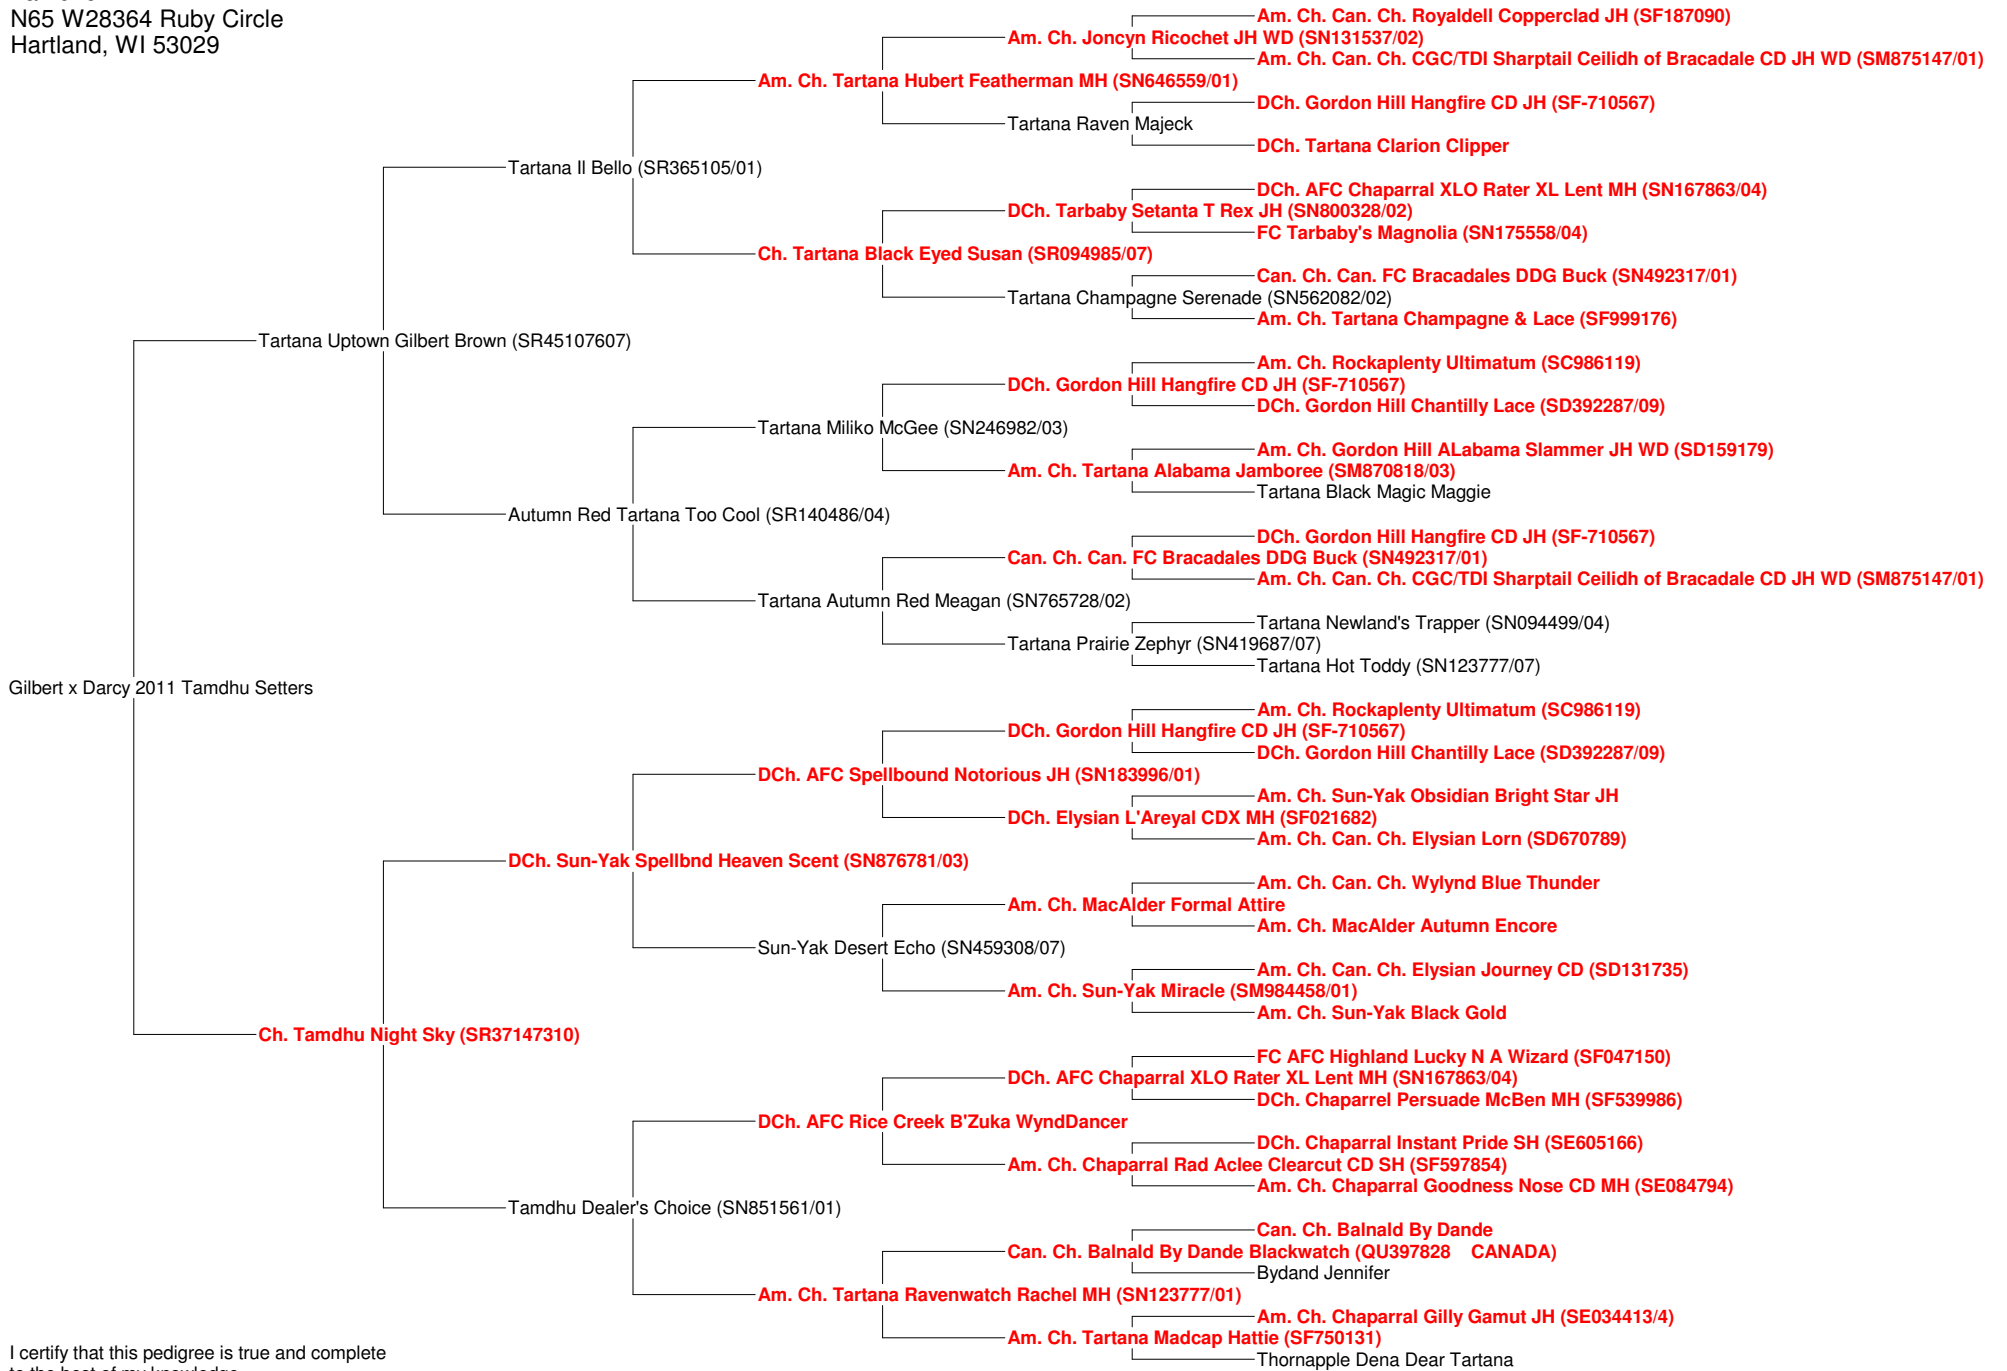 N65 W28364 Ruby Circle
Hartland, WI 53029
Am. Ch. Can. Ch. Royaldell Copperclad JH (SF187090)
Am. Ch. Joncyn Ricochet JH WD (SN131537/02)
Am. Ch. Can. Ch. CGC/TDI Sharptail Ceilidh of Bracadale CD JH WD (SM875147/01)
Am. Ch. Tartana Hubert Featherman MH (SN646559/01)
DCh. Gordon Hill Hangfire CD JH (SF-710567)
Tartana Raven Majeck
DCh. Tartana Clarion Clipper
Tartana Il Bello (SR365105/01)
DCh. AFC Chaparral XLO Rater XL Lent MH (SN167863/04)
DCh. Tarbaby Setanta T Rex JH (SN800328/02)
FC Tarbaby's Magnolia (SN175558/04)
Ch. Tartana Black Eyed Susan (SR094985/07)
Can. Ch. Can. FC Bracadales DDG Buck (SN492317/01)
Tartana Champagne Serenade (SN562082/02)
Am. Ch. Tartana Champagne & Lace (SF999176)
Tartana Uptown Gilbert Brown (SR45107607)
Am. Ch. Rockaplenty Ultimatum (SC986119)
DCh. Gordon Hill Hangfire CD JH (SF-710567)
DCh. Gordon Hill Chantilly Lace (SD392287/09)
Tartana Miliko McGee (SN246982/03)
Am. Ch. Gordon Hill ALabama Slammer JH WD (SD159179)
Am. Ch. Tartana Alabama Jamboree (SM870818/03)
Tartana Black Magic Maggie
Autumn Red Tartana Too Cool (SR140486/04)
DCh. Gordon Hill Hangfire CD JH (SF-710567)
Can. Ch. Can. FC Bracadales DDG Buck (SN492317/01)
Am. Ch. Can. Ch. CGC/TDI Sharptail Ceilidh of Bracadale CD JH WD (SM875147/01)
Tartana Autumn Red Meagan (SN765728/02)
Tartana Newland's Trapper (SN094499/04)
Tartana Prairie Zephyr (SN419687/07)
Tartana Hot Toddy (SN123777/07)
Gilbert x Darcy 2011 Tamdhu Setters
Am. Ch. Rockaplenty Ultimatum (SC986119)
DCh. Gordon Hill Hangfire CD JH (SF-710567)
DCh. Gordon Hill Chantilly Lace (SD392287/09)
DCh. AFC Spellbound Notorious JH (SN183996/01)
Am. Ch. Sun-Yak Obsidian Bright Star JH
DCh. Elysian L'Areyal CDX MH (SF021682)
Am. Ch. Can. Ch. Elysian Lorn (SD670789)
DCh. Sun-Yak Spellbnd Heaven Scent (SN876781/03)
Am. Ch. Can. Ch. Wylynd Blue Thunder
Am. Ch. MacAlder Formal Attire
Am. Ch. MacAlder Autumn Encore
Sun-Yak Desert Echo (SN459308/07)
Am. Ch. Can. Ch. Elysian Journey CD (SD131735)
Am. Ch. Sun-Yak Miracle (SM984458/01)
Am. Ch. Sun-Yak Black Gold
Ch. Tamdhu Night Sky (SR37147310)
FC AFC Highland Lucky N A Wizard (SF047150)
DCh. AFC Chaparral XLO Rater XL Lent MH (SN167863/04)
DCh. Chaparrel Persuade McBen MH (SF539986)
DCh. AFC Rice Creek B'Zuka WyndDancer
DCh. Chaparral Instant Pride SH (SE605166)
Am. Ch. Chaparral Rad Aclee Clearcut CD SH (SF597854)
Am. Ch. Chaparral Goodness Nose CD MH (SE084794)
Tamdhu Dealer's Choice (SN851561/01)
Can. Ch. Balnald By Dande
Can. Ch. Balnald By Dande Blackwatch (QU397828 CANADA)
Bydand Jennifer
Am. Ch. Tartana Ravenwatch Rachel MH (SN123777/01)
Am. Ch. Chaparral Gilly Gamut JH (SE034413/4)
Am. Ch. Tartana Madcap Hattie (SF750131)
Thornapple Dena Dear Tartana
I certify that this pedigree is true and complete